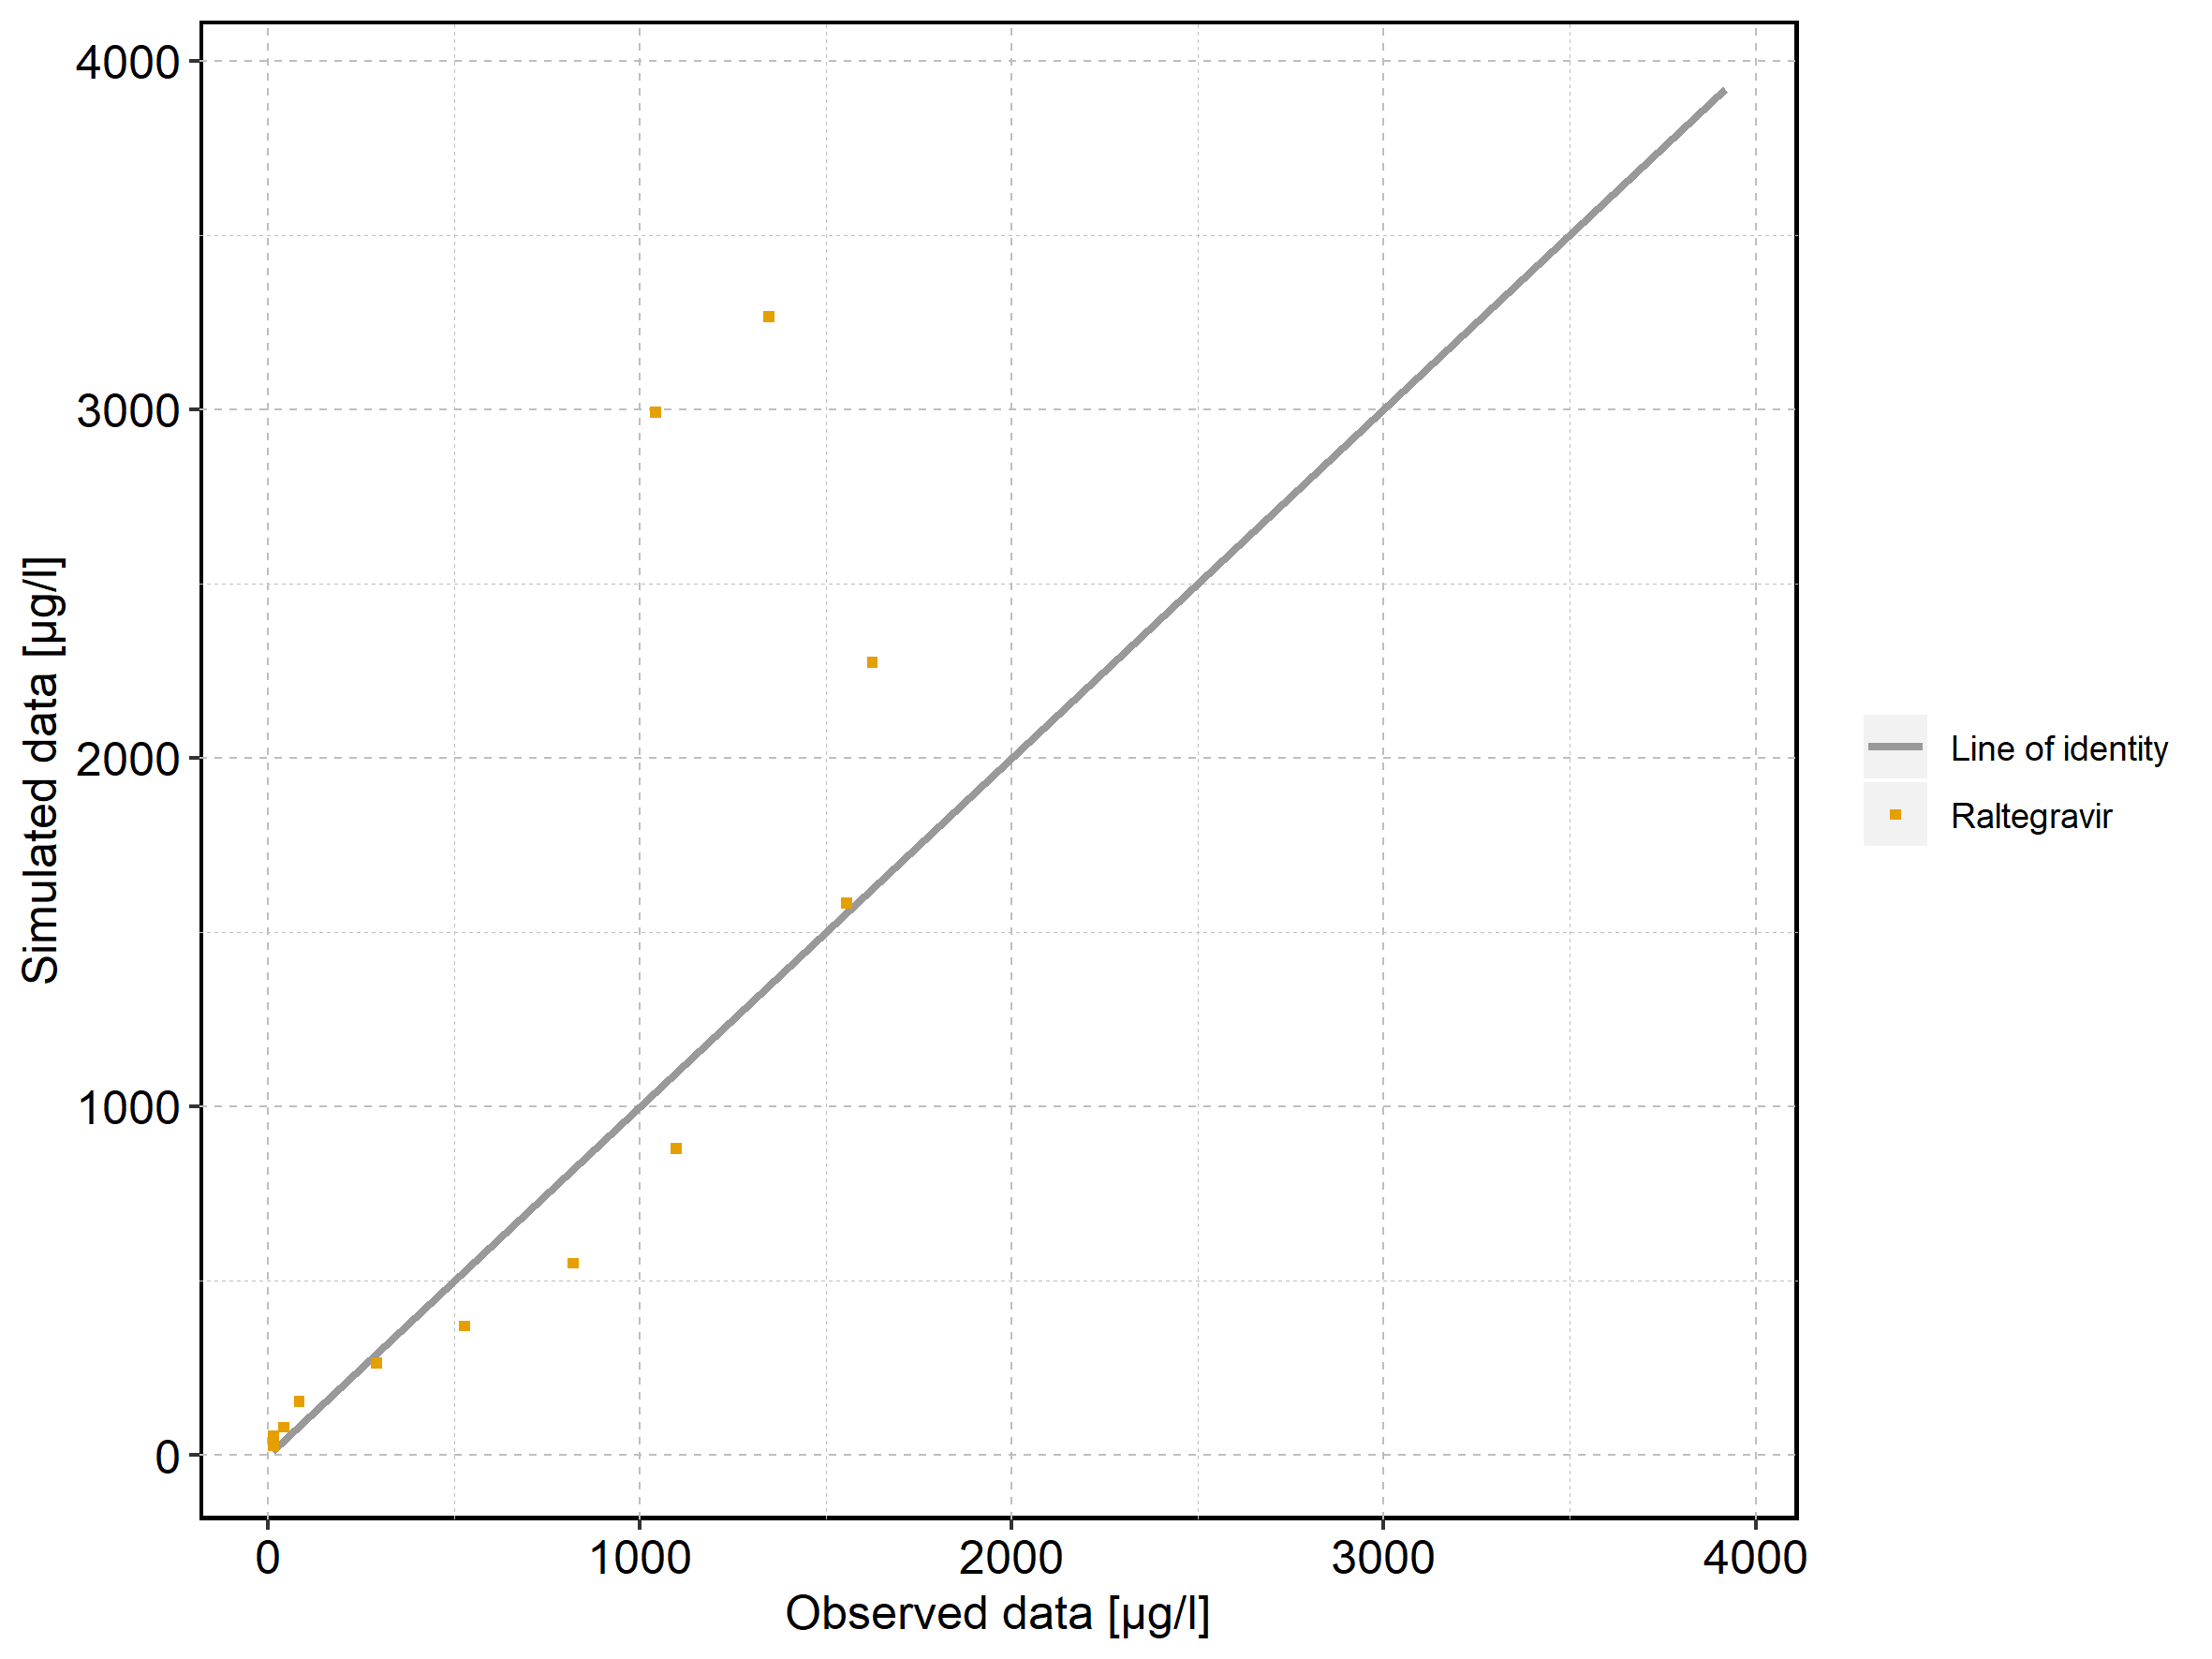 4000
3000
2000
1000
0
Simulated data [µg/l]
0 1000 2000 3000 4000
Observed data [µg/l]
Line of identity
Raltegravir